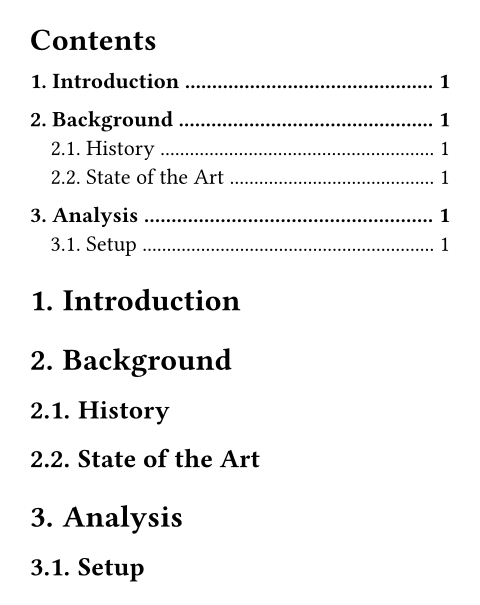 Contents
1. Introduction ............................................... 1
2. Background ................................................ 1
2.1. History .................................................... 1
2.2. State of the Art ....................................... 1
3. Analysis ...................................................... 1
3.1. Setup ....................................................... 1
1. Introduction
2. Background
2.1. History
2.2. State of the Art
3. Analysis
3.1. Setup